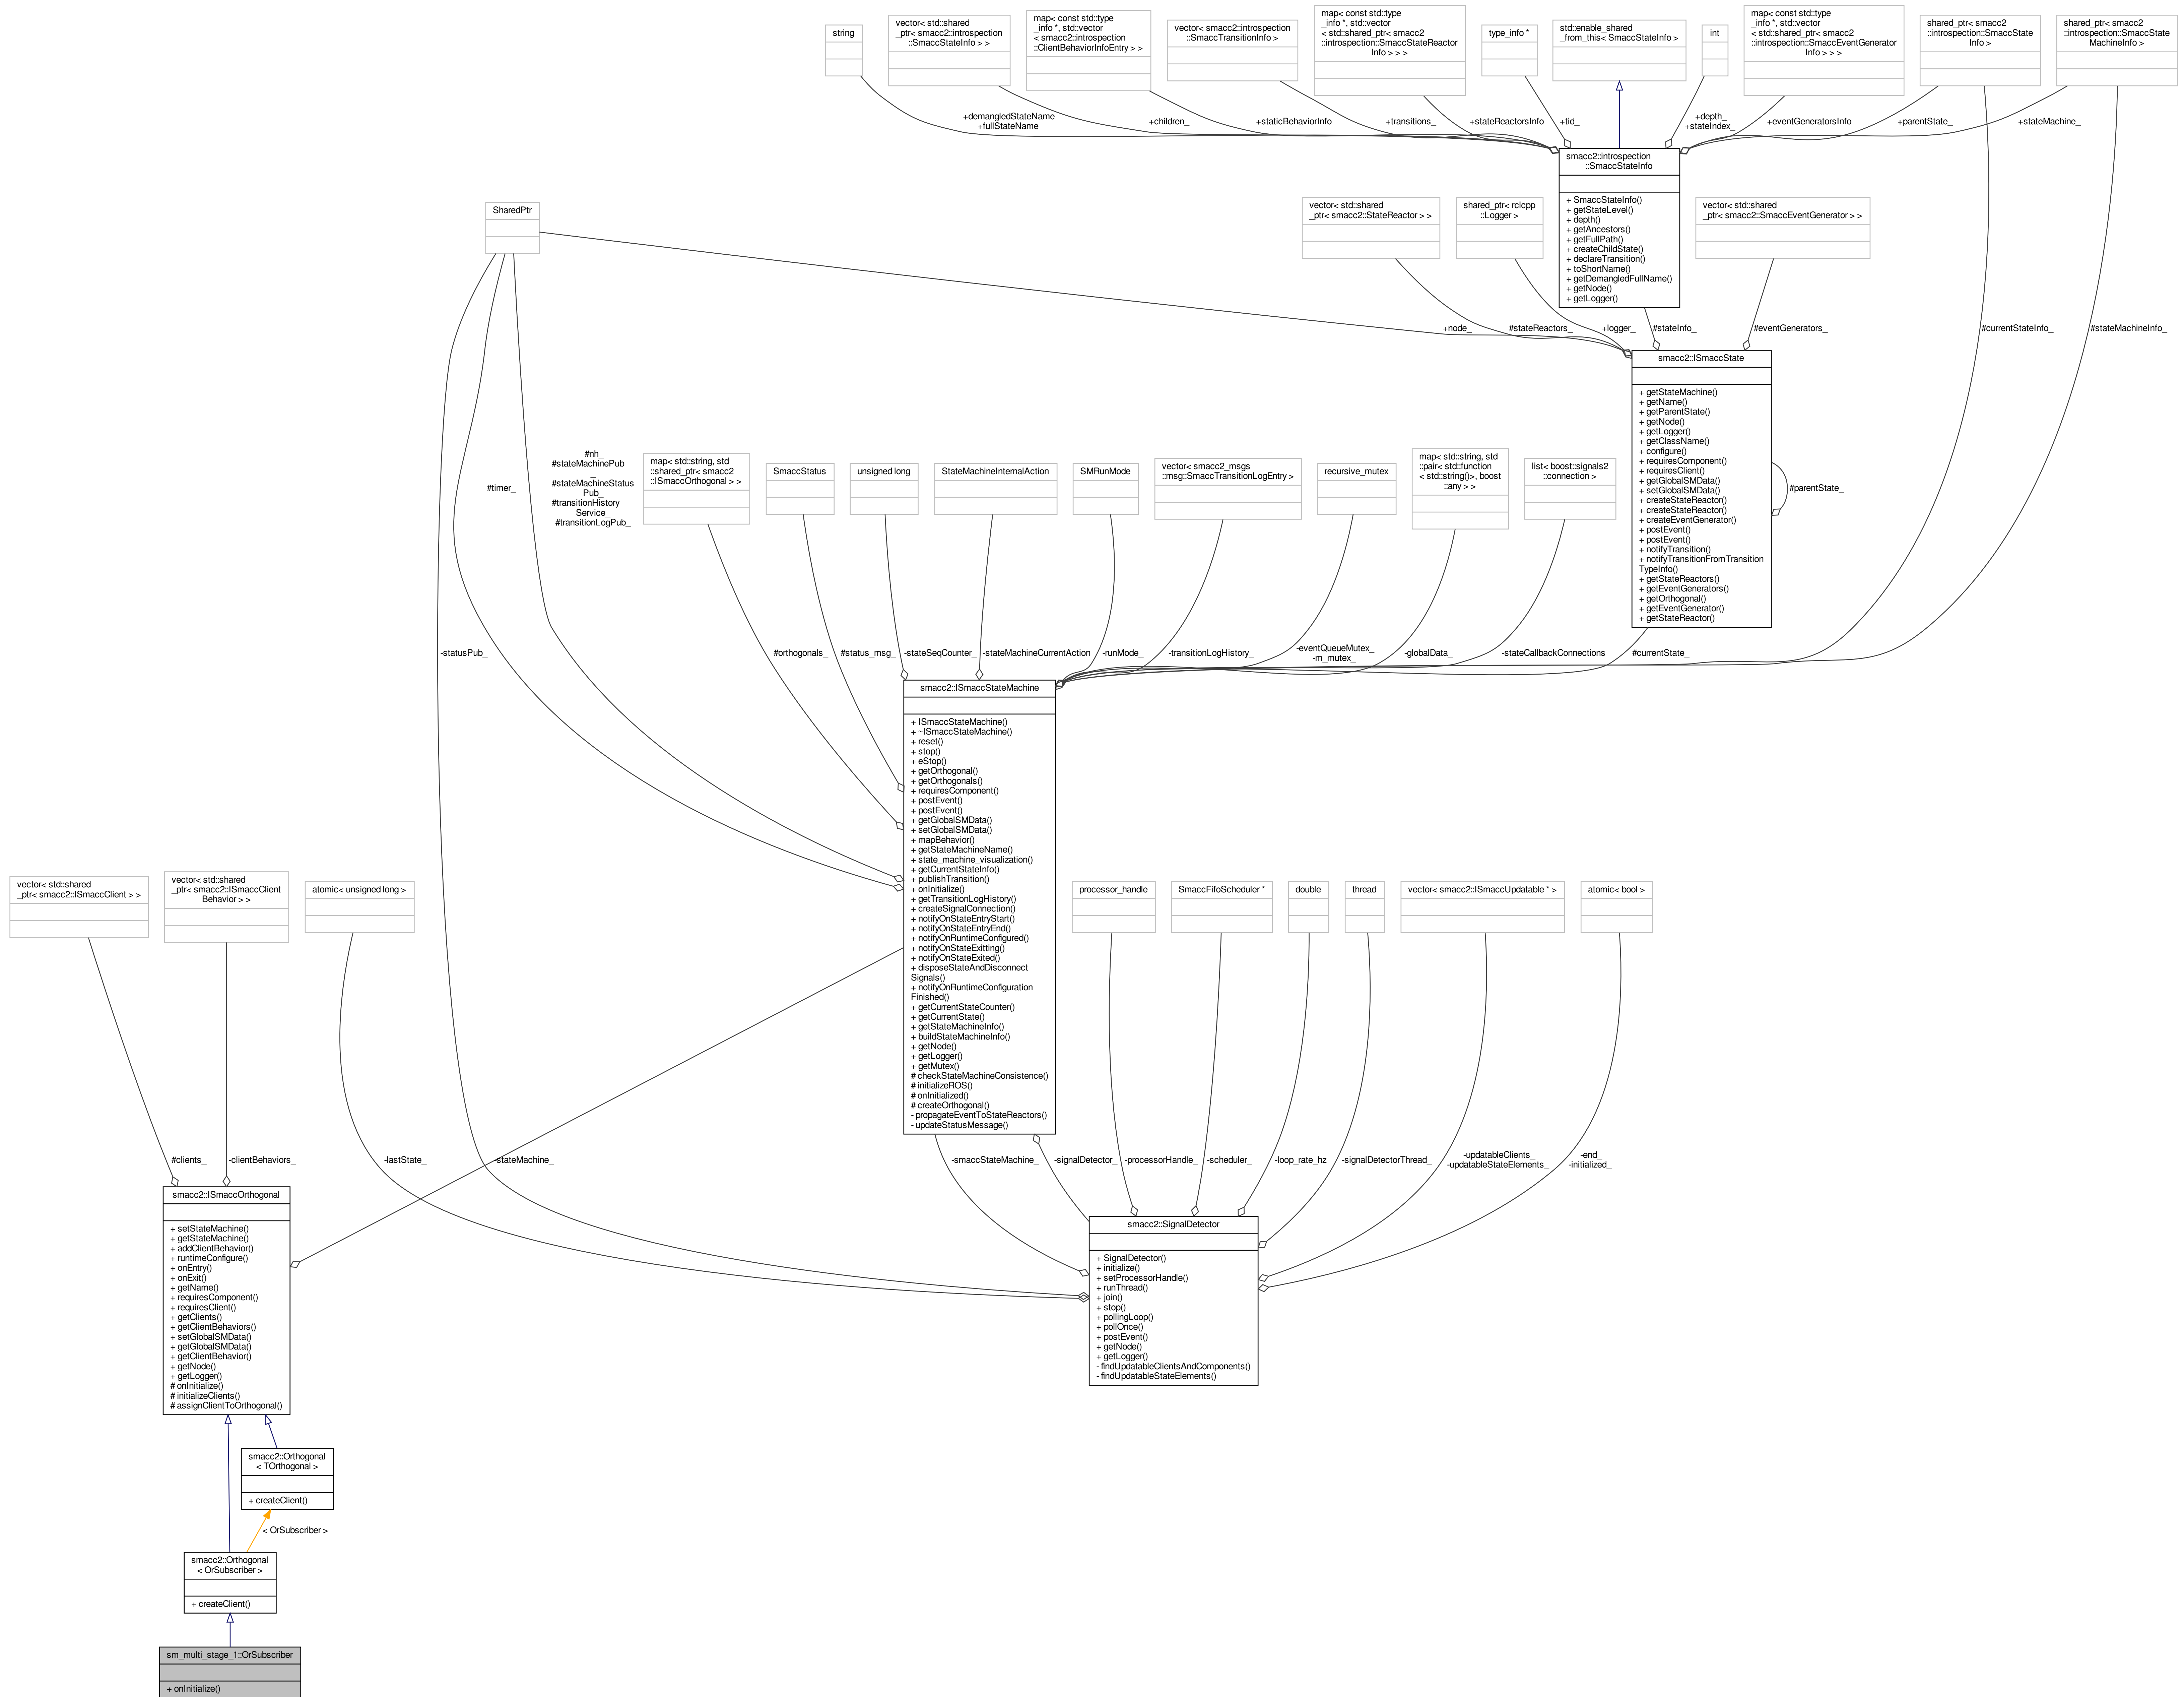 string
vector< std::shared
_ptr< smacc2::introspection
::SmaccStateInfo > >
map< const std::type
_info *, std::vector
< smacc2::introspection
::ClientBehaviorInfoEntry > >
vector< smacc2::introspection
::SmaccTransitionInfo >
map< const std::type
_info *, std::vector
< std::shared_ptr< smacc2
::introspection::SmaccStateReactor
Info > > >
type_info *
std::enable_shared
_from_this< SmaccStateInfo >
int
map< const std::type
_info *, std::vector
< std::shared_ptr< smacc2
::introspection::SmaccEventGenerator
Info > > >
shared_ptr< smacc2
::introspection::SmaccState
Info >
shared_ptr< smacc2
::introspection::SmaccState
MachineInfo >
+demangledStateName
+fullStateName
+children_
+staticBehaviorInfo
+transitions_
+stateReactorsInfo
+tid_
+depth_
+stateIndex_
+eventGeneratorsInfo
+parentState_
+stateMachine_
smacc2::introspection
::SmaccStateInfo
+ SmaccStateInfo()
+ getStateLevel()
+ depth()
+ getAncestors()
+ getFullPath()
+ createChildState()
+ declareTransition()
+ toShortName()
+ getDemangledFullName()
+ getNode()
+ getLogger()
SharedPtr
vector< std::shared
_ptr< smacc2::StateReactor > >
shared_ptr< rclcpp
::Logger >
vector< std::shared
_ptr< smacc2::SmaccEventGenerator > >
+node_
#stateReactors_
+logger_
#stateInfo_
#eventGenerators_
#currentStateInfo_
#stateMachineInfo_
smacc2::ISmaccState
+ getStateMachine()
+ getName()
+ getParentState()
+ getNode()
+ getLogger()
+ getClassName()
+ configure()
+ requiresComponent()
+ requiresClient()
+ getGlobalSMData()
+ setGlobalSMData()
+ createStateReactor()
+ createStateReactor()
+ createEventGenerator()
+ postEvent()
+ postEvent()
+ notifyTransition()
+ notifyTransitionFromTransition
TypeInfo()
+ getStateReactors()
+ getEventGenerators()
+ getOrthogonal()
+ getEventGenerator()
+ getStateReactor()
#parentState_
#timer_
#nh_
#stateMachinePub
_
#stateMachineStatus
Pub_
#transitionHistory
Service_
#transitionLogPub_
map< std::string, std
::shared_ptr< smacc2
::ISmaccOrthogonal > >
SmaccStatus
unsigned long
StateMachineInternalAction
SMRunMode
vector< smacc2_msgs
::msg::SmaccTransitionLogEntry >
recursive_mutex
map< std::string, std
::pair< std::function
< std::string()>, boost
::any > >
list< boost::signals2
::connection >
-statusPub_
#orthogonals_
#status_msg_
-stateSeqCounter_
-stateMachineCurrentAction
-runMode_
-transitionLogHistory_
-eventQueueMutex_
-m_mutex_
-globalData_
-stateCallbackConnections
#currentState_
smacc2::ISmaccStateMachine
+ ISmaccStateMachine()
+ ~ISmaccStateMachine()
+ reset()
+ stop()
+ eStop()
+ getOrthogonal()
+ getOrthogonals()
+ requiresComponent()
+ postEvent()
+ postEvent()
+ getGlobalSMData()
+ setGlobalSMData()
+ mapBehavior()
+ getStateMachineName()
+ state_machine_visualization()
+ getCurrentStateInfo()
+ publishTransition()
+ onInitialize()
+ getTransitionLogHistory()
+ createSignalConnection()
+ notifyOnStateEntryStart()
+ notifyOnStateEntryEnd()
+ notifyOnRuntimeConfigured()
+ notifyOnStateExitting()
+ notifyOnStateExited()
+ disposeStateAndDisconnect
Signals()
+ notifyOnRuntimeConfiguration
Finished()
+ getCurrentStateCounter()
+ getCurrentState()
+ getStateMachineInfo()
+ buildStateMachineInfo()
+ getNode()
+ getLogger()
+ getMutex()
# checkStateMachineConsistence()
# initializeROS()
# onInitialized()
# createOrthogonal()
- propagateEventToStateReactors()
- updateStatusMessage()
vector< std::shared
_ptr< smacc2::ISmaccClient > >
vector< std::shared
_ptr< smacc2::ISmaccClient
Behavior > >
atomic< unsigned long >
processor_handle
SmaccFifoScheduler *
double
thread
vector< smacc2::ISmaccUpdatable * >
atomic< bool >
#clients_
-clientBehaviors_
-lastState_
-stateMachine_
-smaccStateMachine_
-signalDetector_
-processorHandle_
-scheduler_
-loop_rate_hz
-signalDetectorThread_
-updatableClients_
-updatableStateElements_
-end_
-initialized_
smacc2::ISmaccOrthogonal
+ setStateMachine()
+ getStateMachine()
+ addClientBehavior()
+ runtimeConfigure()
+ onEntry()
+ onExit()
+ getName()
+ requiresComponent()
+ requiresClient()
+ getClients()
+ getClientBehaviors()
+ setGlobalSMData()
+ getGlobalSMData()
+ getClientBehavior()
+ getNode()
+ getLogger()
# onInitialize()
# initializeClients()
# assignClientToOrthogonal()
smacc2::SignalDetector
+ SignalDetector()
+ initialize()
+ setProcessorHandle()
+ runThread()
+ join()
+ stop()
+ pollingLoop()
+ pollOnce()
+ postEvent()
+ getNode()
+ getLogger()
- findUpdatableClientsAndComponents()
- findUpdatableStateElements()
smacc2::Orthogonal
< TOrthogonal >
+ createClient()
< OrSubscriber >
smacc2::Orthogonal
< OrSubscriber >
+ createClient()
sm_multi_stage_1::OrSubscriber
+ onInitialize()